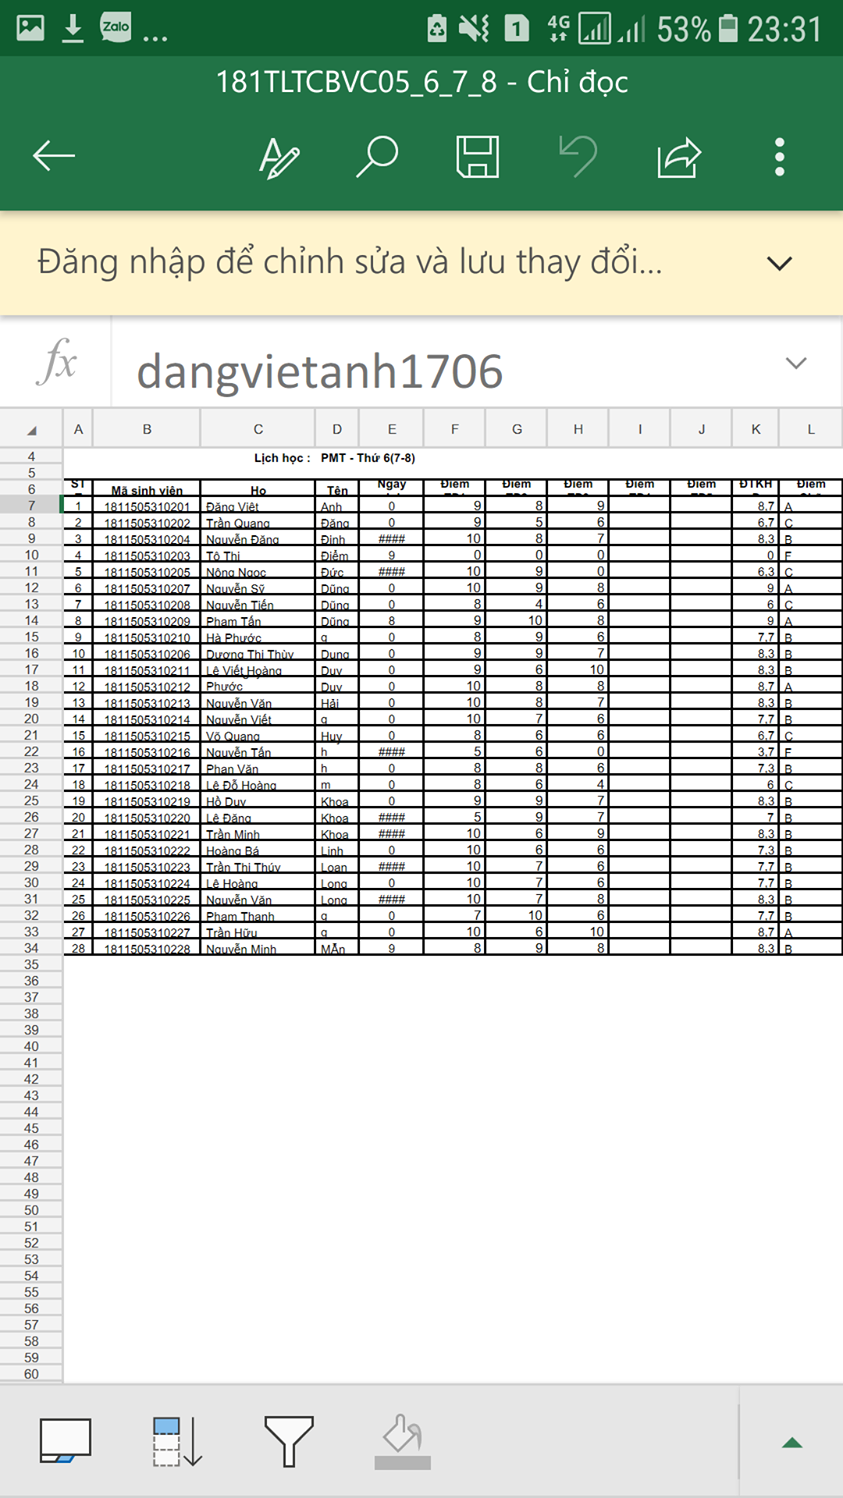 Zalo ... 1 4G 53% 23:31
181TLTCBVC05_6_7_8 - Chỉ đọc
Đăng nhập để chỉnh sửa và lưu thay đổi...
fx dangvietanh1706
A B C D E F G H I J K L
4 Lịch học : PMT - Thứ 6(7-8)
5
6 ST Mã sinh viên Họ Tên Ngày Điểm Điểm Điểm Điểm Điểm ĐTKH Điểm
7 1 1811505310201 Đặng Việt Anh 0 9 8 9 8.7 A
8 2 1811505310202 Trần Quang Đăng 0 9 5 6 6.7 C
9 3 1811505310204 Nguyễn Đăng Định #### 10 8 7 8.3 B
10 4 1811505310203 Tô Thị Điểm 9 0 0 0 0 F
11 5 1811505310205 Nông Ngọc Đức #### 10 9 0 6.3 C
12 6 1811505310207 Nguyễn Sỹ Dũng 0 10 9 8 9 A
13 7 1811505310208 Nguyễn Tiến Dũng 0 8 4 6 6 C
14 8 1811505310209 Phạm Tấn Dũng 8 9 10 8 9 A
15 9 1811505310210 Hà Phước g 0 8 9 6 7.7 B
16 10 1811505310206 Dương Thị Thùy Dung 0 9 9 7 8.3 B
17 11 1811505310211 Lê Viết Hoàng Duy 0 9 6 10 8.3 B
18 12 1811505310212 Phước Duy 0 10 8 8 8.7 A
19 13 1811505310213 Nguyễn Văn Hải 0 10 8 7 8.3 B
20 14 1811505310214 Nguyễn Viết g 0 10 7 6 7.7 B
21 15 1811505310215 Võ Quang Huy 0 8 6 6 6.7 C
22 16 1811505310216 Nguyễn Tấn h #### 5 6 0 3.7 F
23 17 1811505310217 Phan Văn h 0 8 8 6 7.3 B
24 18 1811505310218 Lê Đỗ Hoàng m 0 8 6 4 6 C
25 19 1811505310219 Hồ Duy Khoa 0 9 9 7 8.3 B
26 20 1811505310220 Lê Đăng Khoa #### 5 9 7 7 B
27 21 1811505310221 Trần Minh Khoa #### 10 6 9 8.3 B
28 22 1811505310222 Hoàng Bá Linh 0 10 6 6 7.3 B
29 23 1811505310223 Trần Thị Thúy Loan #### 10 7 6 7.7 B
30 24 1811505310224 Lê Hoàng Long 0 10 7 6 7.7 B
31 25 1811505310225 Nguyễn Văn Long #### 10 7 8 8.3 B
32 26 1811505310226 Phạm Thanh g 0 7 10 6 7.7 B
33 27 1811505310227 Trần Hữu g 0 10 6 10 8.7 A
34 28 1811505310228 Nguyễn Minh MẪn 9 8 9 8 8.3 B
35
36
37
38
39
40
41
42
43
44
45
46
47
48
49
50
51
52
53
54
55
56
57
58
59
60